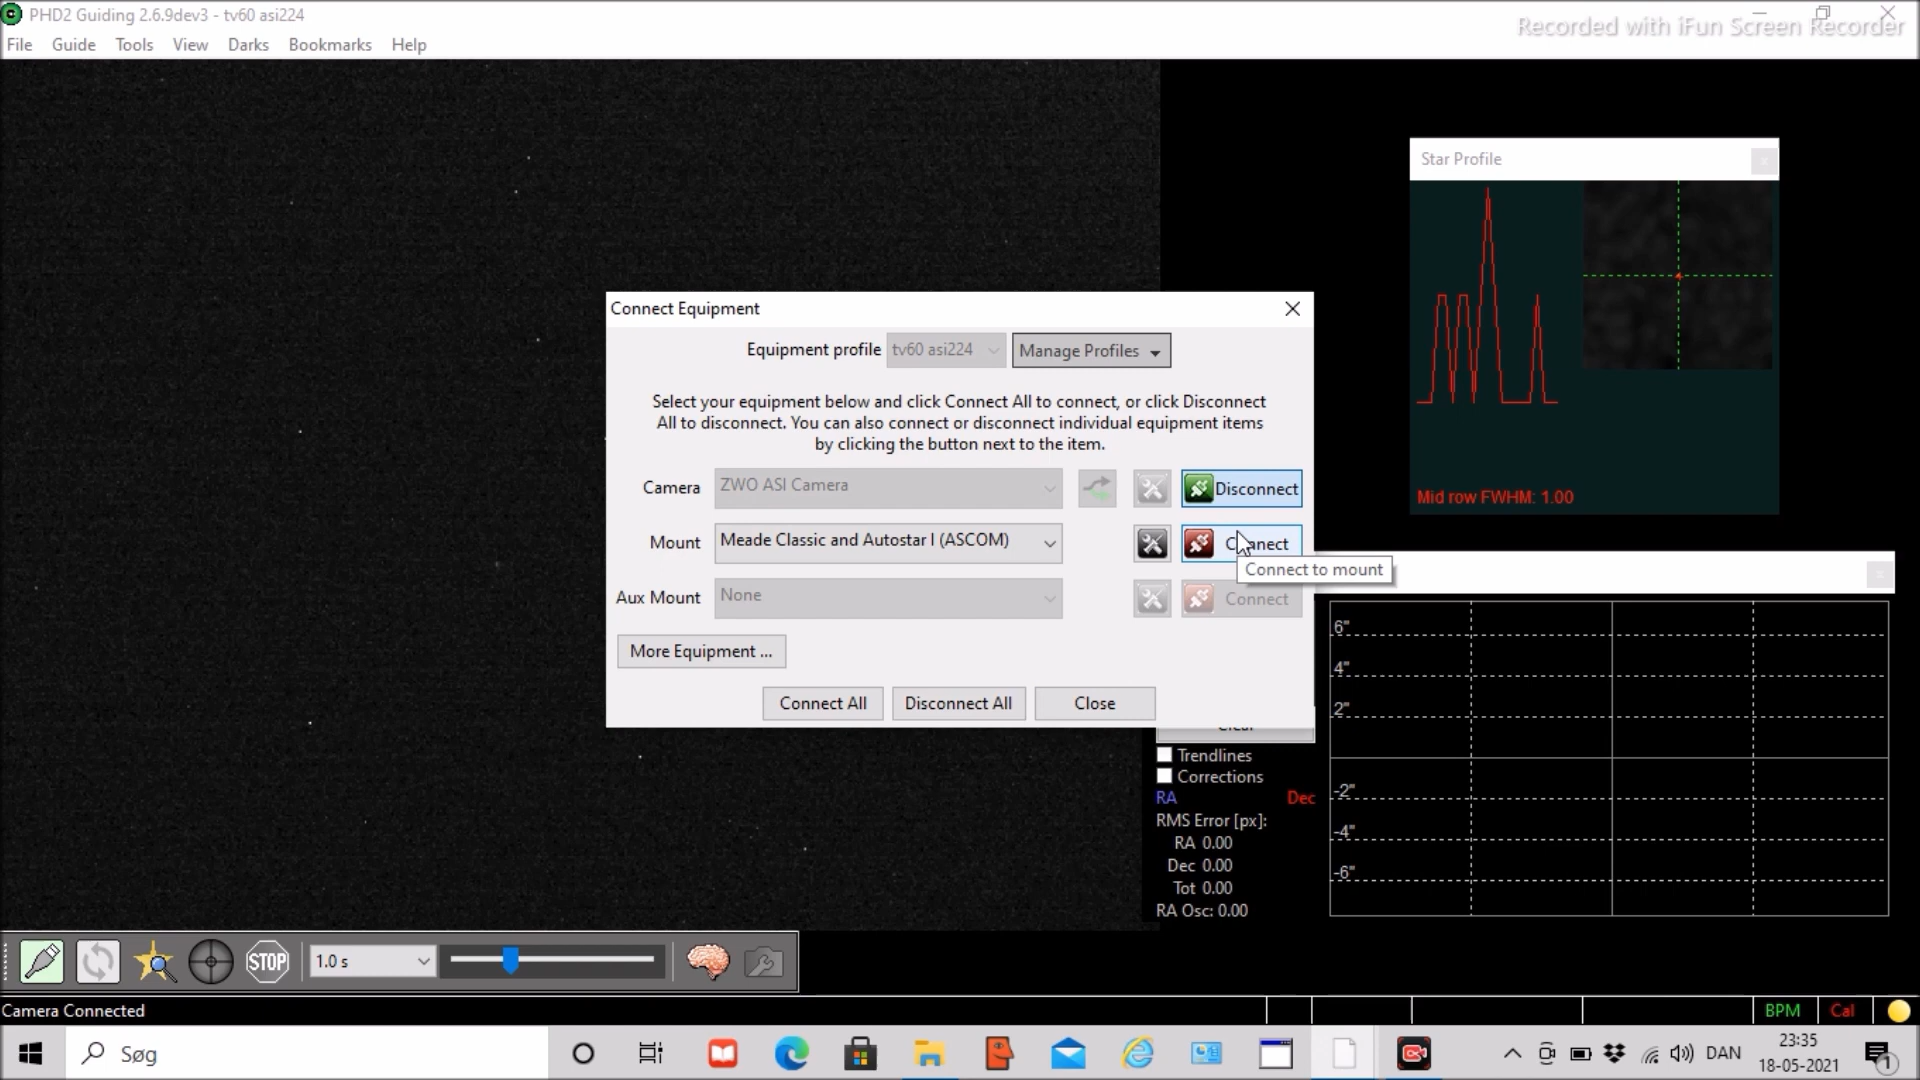 PHD2 Guiding 2.6.9dev3 - tv60 asi224
Recorded with iFun Screen Recorder
File Guide Tools View Darks Bookmarks Help
Star Profile
Mid row FWHM: 1.00
Connect Equipment
Equipment profile tv60 asi224 Manage Profiles
Select your equipment below and click Connect All to connect, or click Disconnect
All to disconnect. You can also connect or disconnect individual equipment items
by clicking the button next to the item.
Camera ZWO ASI Camera Disconnect
Mount Meade Classic and Autostar I (ASCOM) Connect
Connect to mount
Aux Mount None Connect
More Equipment ...
Connect All Disconnect All Close
Clear
Trendlines
Corrections
RA Dec
RMS Error [px]:
RA 0.00
Dec 0.00
Tot 0.00
RA Osc: 0.00
6"
4"
2"
-2"
-4"
-6"
STOP 1.0 s
Camera Connected BPM Cal
Søg
DAN
23:35
18-05-2021
1